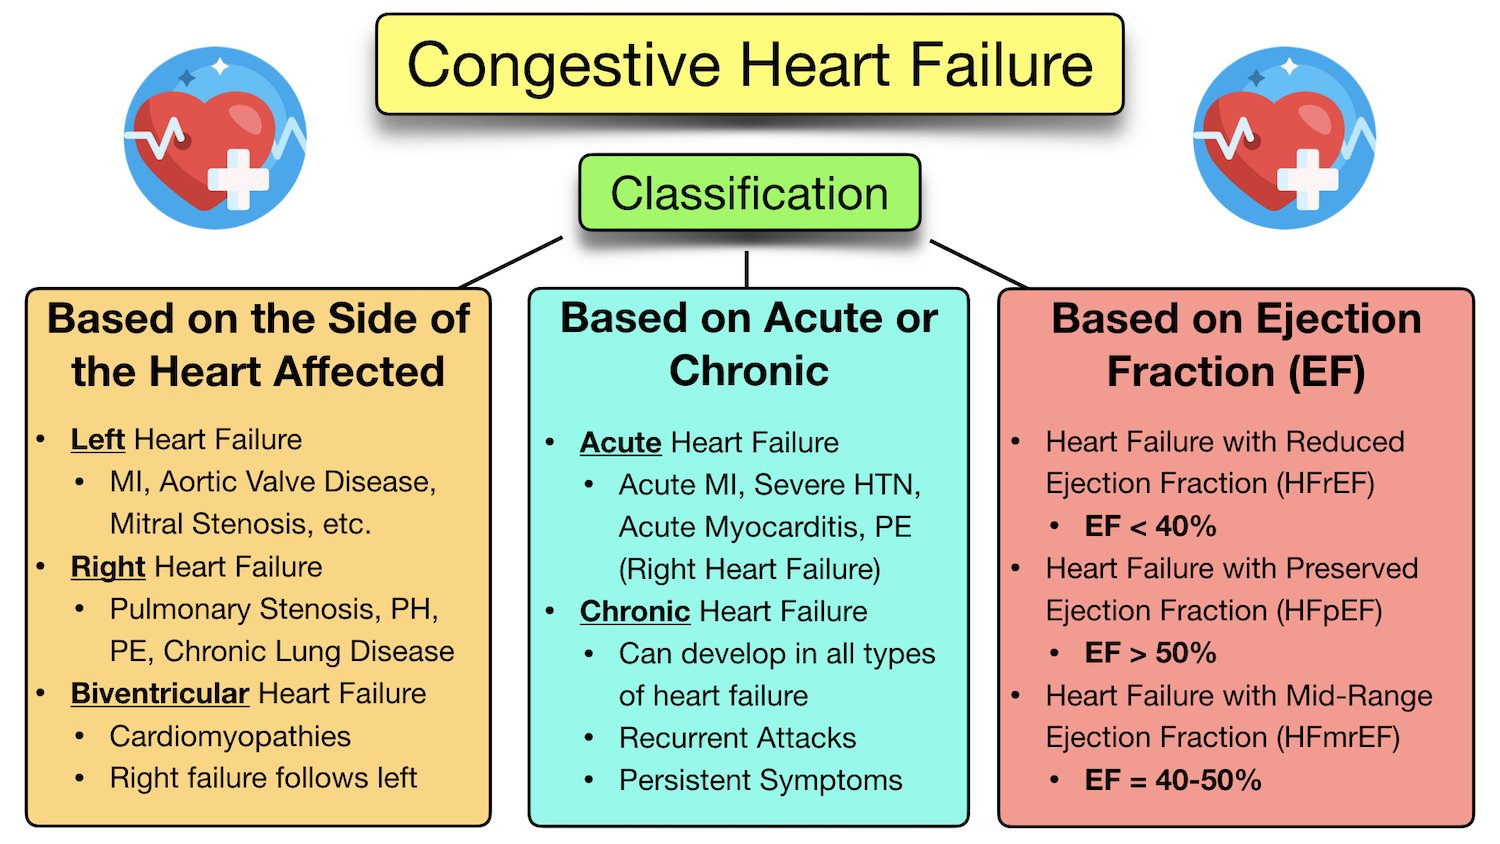 Congestive Heart Failure
Classification
Based on the Side of
the Heart Affected
• Left Heart Failure
• MI, Aortic Valve Disease,
Mitral Stenosis, etc.
• Right Heart Failure
• Pulmonary Stenosis, PH,
PE, Chronic Lung Disease
• Biventricular Heart Failure
• Cardiomyopathies
• Right failure follows left
Based on Acute or
Chronic
• Acute Heart Failure
• Acute MI, Severe HTN,
Acute Myocarditis, PE
(Right Heart Failure)
• Chronic Heart Failure
• Can develop in all types
of heart failure
• Recurrent Attacks
• Persistent Symptoms
Based on Ejection
Fraction (EF)
• Heart Failure with Reduced
Ejection Fraction (HFrEF)
• EF < 40%
• Heart Failure with Preserved
Ejection Fraction (HFpEF)
• EF > 50%
• Heart Failure with Mid-Range
Ejection Fraction (HFmrEF)
• EF = 40-50%